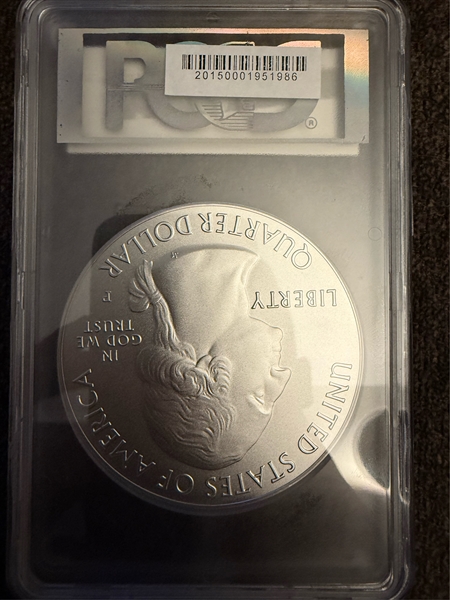 PCGS
®
20150001951986
UNITED STATES OF AMERICA
LIBERTY
IN
GOD WE
TRUST
P
QUARTER DOLLAR